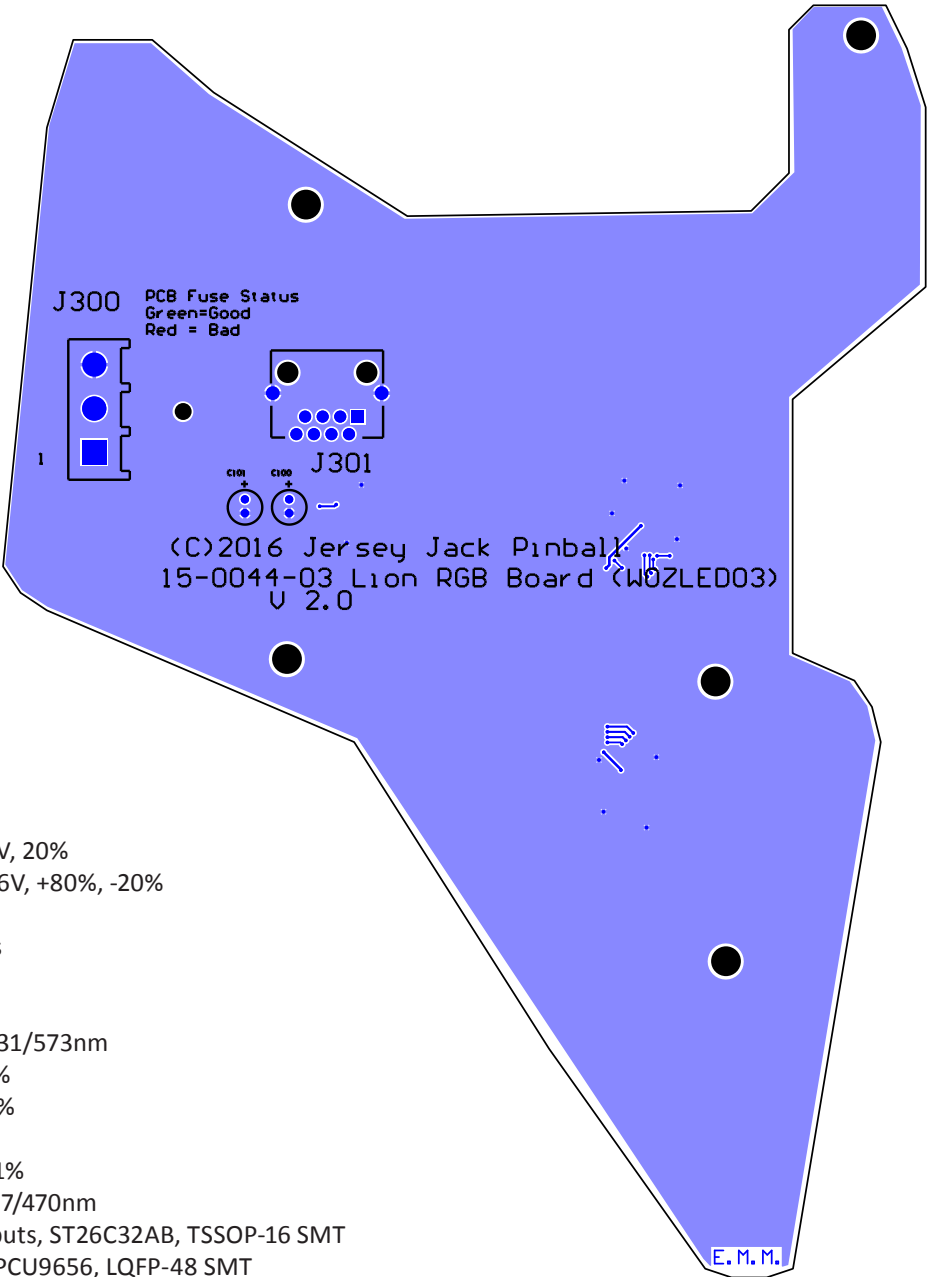 J300
PCB Fuse Status
Green=Good
Red = Bad
1
J301
C101
C100
+
+
(C)2016 Jersey Jack Pinball
15-0044-03 Lion RGB Board (WOZLED03)
V 2.0
V, 20%
6V, +80%, -20%
s
31/573nm
%
%
1%
7/470nm
outs, ST26C32AB, TSSOP-16 SMT
PCU9656, LQFP-48 SMT
E.M.M.